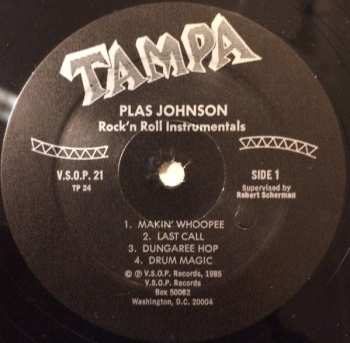 TAMPA
PLAS JOHNSON
Rock'n Roll Instrumentals
V.S.O.P. 21
TP 24
SIDE 1
Supervised by
Robert Scherman
1. MAKIN' WHOOPEE
2. LAST CALL
3. DUNGAREE HOP
4. DRUM MAGIC
© ℗ V.S.O.P. Records, 1985
V.S.O.P. Records
Box 50082
Washington, D.C. 20004